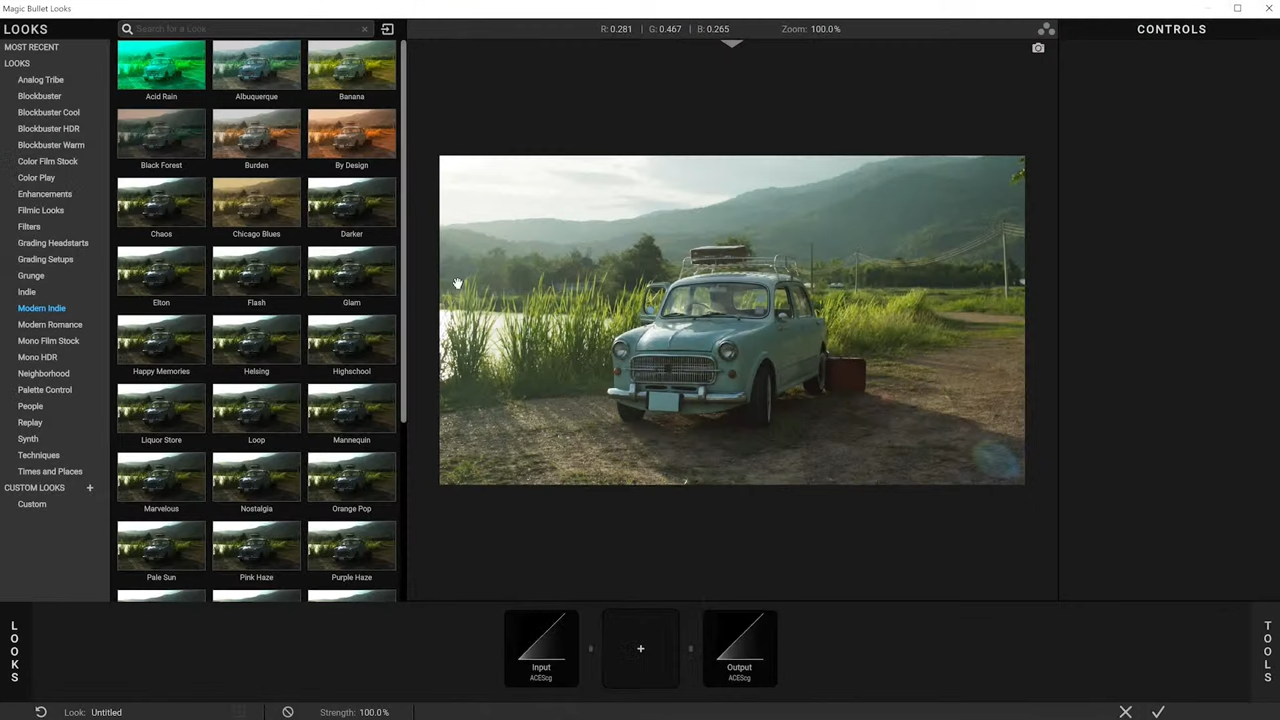 Magic Bullet Looks
LOOKS
Search for a Look
MOST RECENT
LOOKS
Analog Tribe
Blockbuster
Blockbuster Cool
Blockbuster HDR
Blockbuster Warm
Color Film Stock
Color Play
Enhancements
Filmic Looks
Filters
Grading Headstarts
Grading Setups
Grunge
Indie
Modern Indie
Modern Romance
Mono Film Stock
Mono HDR
Neighborhood
Palette Control
People
Replay
Synth
Techniques
Times and Places
CUSTOM LOOKS +
Custom
Acid Rain Albuquerque Banana
Black Forest Burden By Design
Chaos Chicago Blues Darker
Elton Flash Glam
Happy Memories Helsing Highschool
Liquor Store Loop Mannequin
Marvelous Nostalgia Orange Pop
Pale Sun Pink Haze Purple Haze
R: 0.281 | G: 0.467 | B: 0.265 Zoom: 100.0%
CONTROLS
LOOKS
Input
ACEScg
+
Output
ACEScg
TOOLS
Look: Untitled
Strength: 100.0%